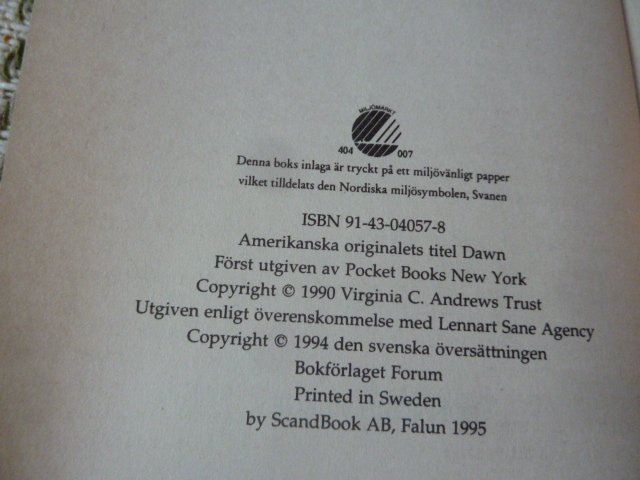 MILJÖMÄRKT
404 007
Denna boks inlaga är tryckt på ett miljövänligt papper
vilket tilldelats den Nordiska miljösymbolen, Svanen
ISBN 91-43-04057-8
Amerikanska originalets titel Dawn
Först utgiven av Pocket Books New York
Copyright © 1990 Virginia C. Andrews Trust
Utgiven enligt överenskommelse med Lennart Sane Agency
Copyright © 1994 den svenska översättningen
Bokförlaget Forum
Printed in Sweden
by ScandBook AB, Falun 1995